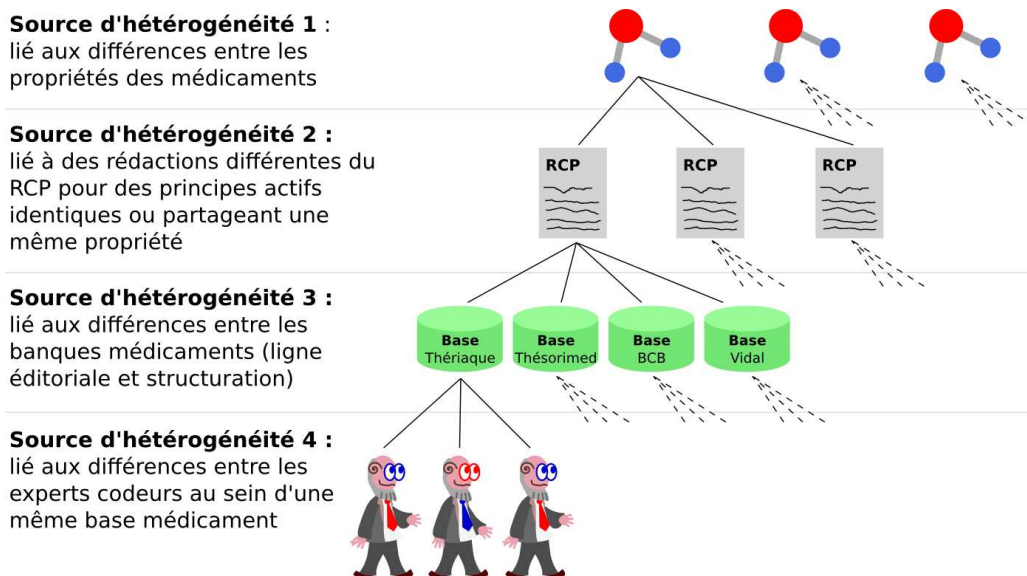 Source d'hétérogénéité 1 :
lié aux différences entre les
propriétés des médicaments
Source d'hétérogénéité 2 :
lié à des rédactions différentes du
RCP pour des principes actifs
identiques ou partageant une
même propriété
RCP
RCP
RCP
Source d'hétérogénéité 3 :
lié aux différences entre les
banques médicaments (ligne
éditoriale et structuration)
Base
Thériaque
Base
Thésorimed
Base
BCB
Base
Vidal
Source d'hétérogénéité 4 :
lié aux différences entre les
experts codeurs au sein d'une
même base médicament